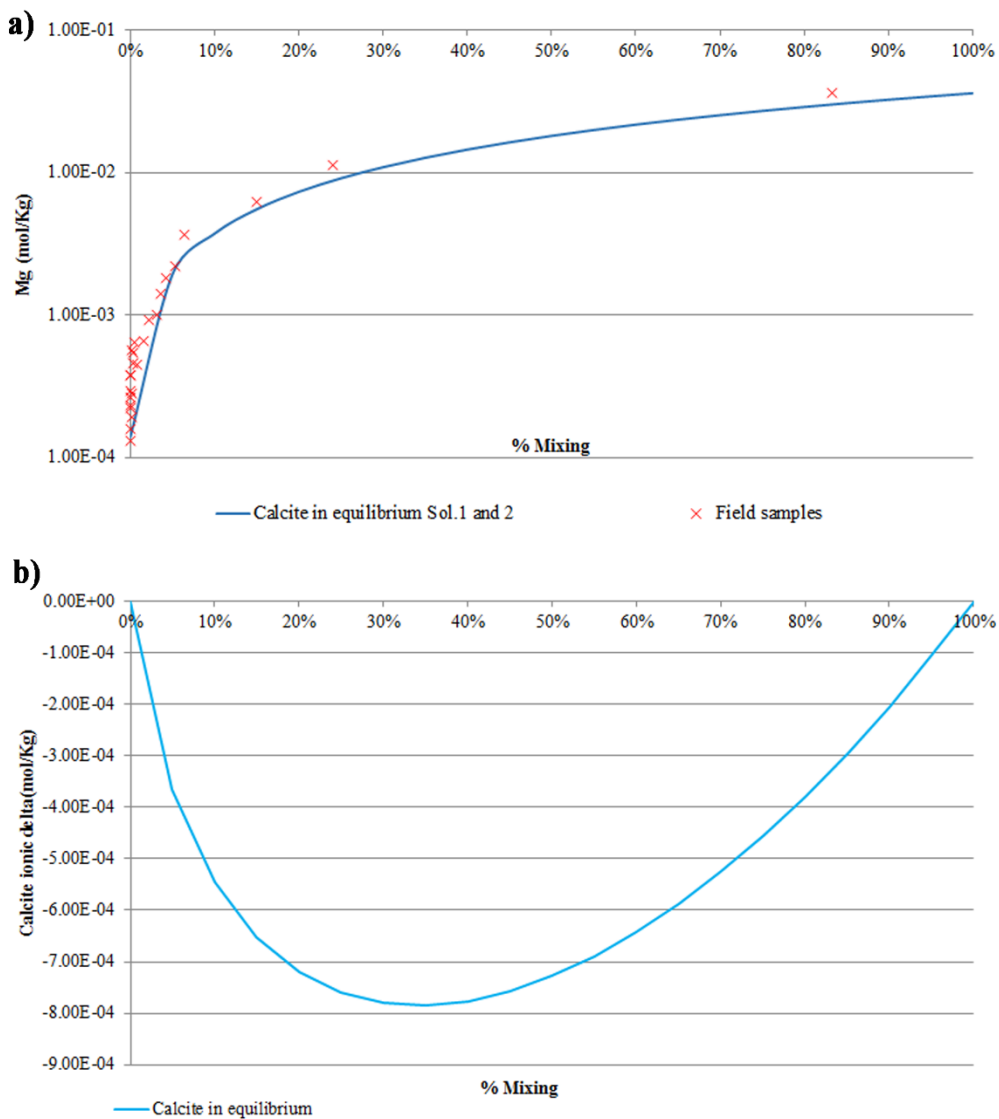 a)
1.00E-01
0% 10% 20% 30% 40% 50% 60% 70% 80% 90% 100%
1.00E-02
Mg (mol/Kg)
1.00E-03
% Mixing
1.00E-04
Calcite in equilibrium Sol.1 and 2 Field samples
b)
0.00E+00
0% 10% 20% 30% 40% 50% 60% 70% 80% 90% 100%
-1.00E-04
-2.00E-04
-3.00E-04
-4.00E-04
Calcite ionic delta(mol/Kg)
-5.00E-04
-6.00E-04
-7.00E-04
-8.00E-04
-9.00E-04
% Mixing
Calcite in equilibrium